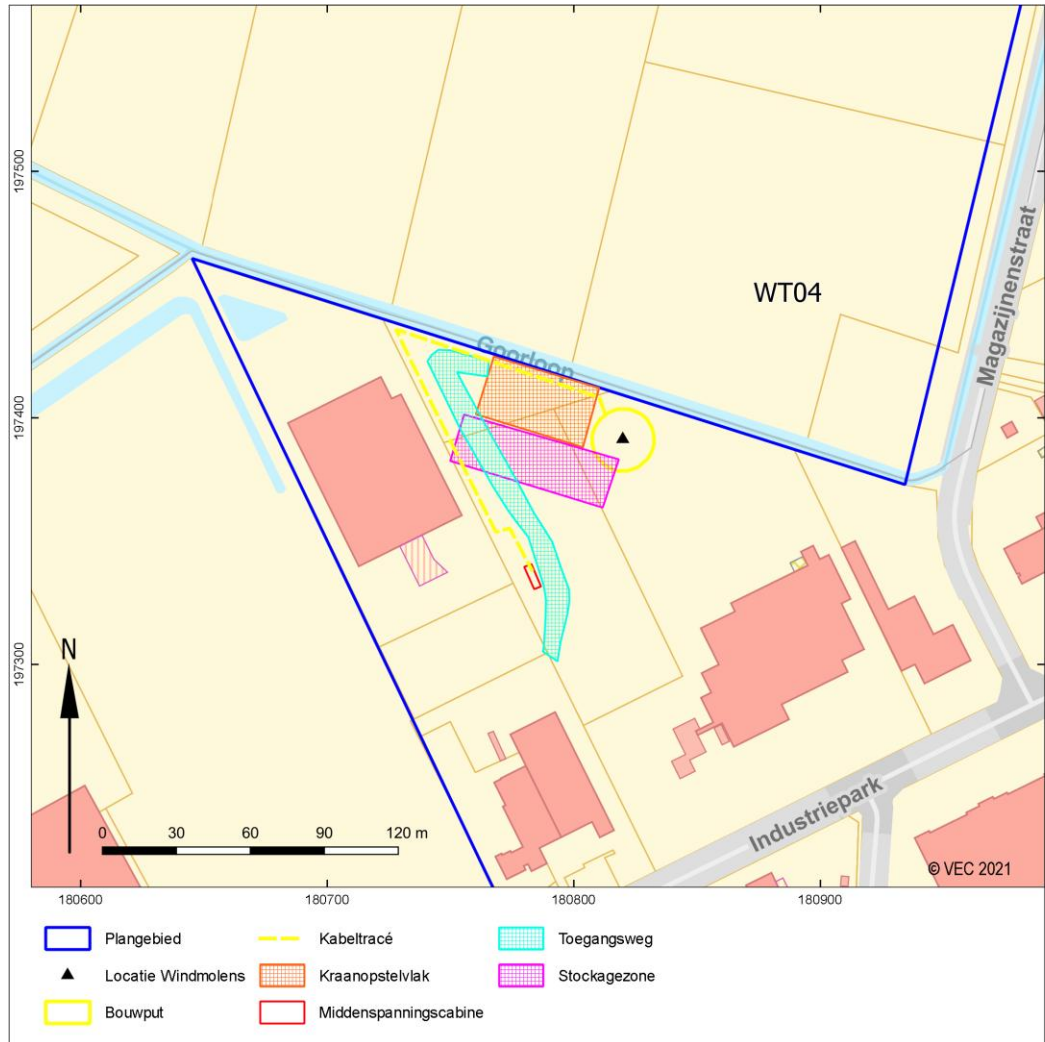 197500
WT04
Magazijnenstraat
Goorloop
197400
197300
N
0 30 60 90 120 m
Industriepark
© VEC 2021
180600 180700 180800 180900
Plangebied
Kabeltracé
Toegangsweg
Locatie Windmolens
Kraanopstelvlak
Stockagezone
Bouwput
Middenspanningscabine